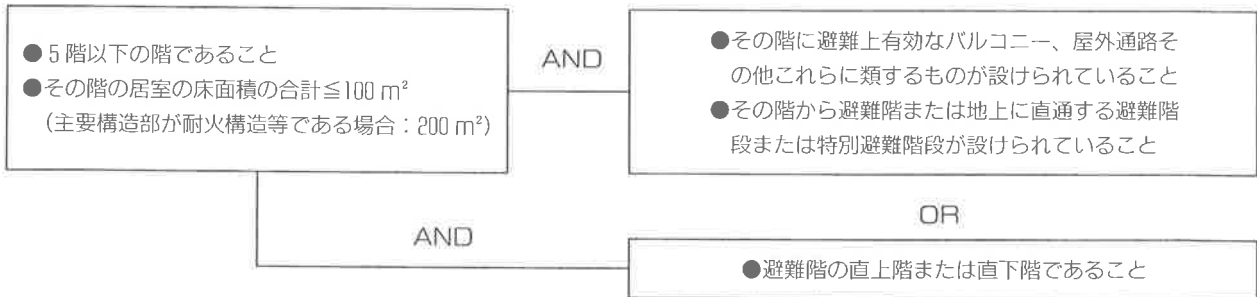 ●5階以下の階であること
●その階の居室の床面積の合計≦100 m²
（主要構造部が耐火構造等である場合：200 m²）
AND
●その階に避難上有効なバルコニー、屋外通路そ
の他これらに類するものが設けられていること
●その階から避難階または地上に直通する避難階
段または特別避難階段が設けられていること
OR
AND
●避難階の直上階または直下階であること